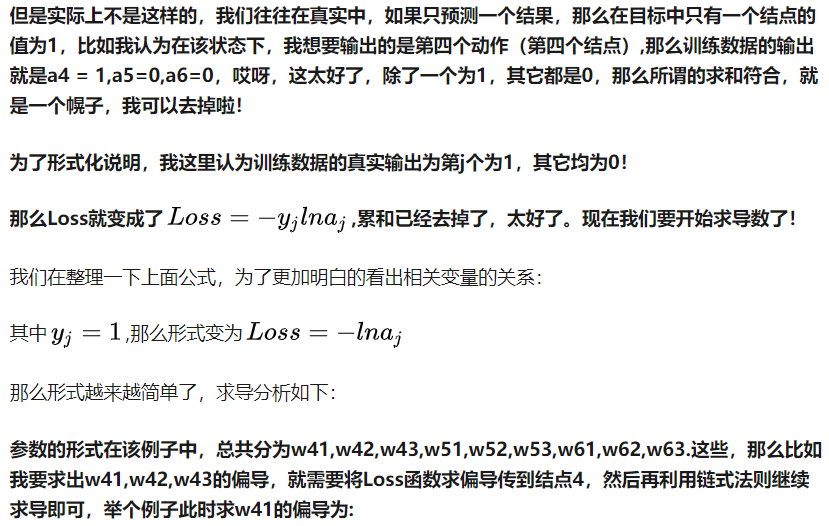 但是实际上不是这样的，我们往往在真实中，如果只预测一个结果，那么在目标中只有一个结点的
值为1，比如我认为在该状态下，我想要输出的是第四个动作（第四个结点）,那么训练数据的输出
就是a4 = 1,a5=0,a6=0，哎呀，这太好了，除了一个为1，其它都是0，那么所谓的求和符合，就
是一个幌子，我可以去掉啦！
为了形式化说明，我这里认为训练数据的真实输出为第j个为1，其它均为0！
那么Loss就变成了 Loss = −y_j ln a_j ,累和已经去掉了，太好了。现在我们要开始求导数了！
我们在整理一下上面公式，为了更加明白的看出相关变量的关系：
其中 y_j = 1 ,那么形式变为 Loss = −ln a_j
那么形式越来越简单了，求导分析如下：
参数的形式在该例子中，总共分为w41,w42,w43,w51,w52,w53,w61,w62,w63.这些，那么比如
我要求出w41,w42,w43的偏导，就需要将Loss函数求偏导传到结点4，然后再利用链式法则继续
求导即可，举个例子此时求w41的偏导为: